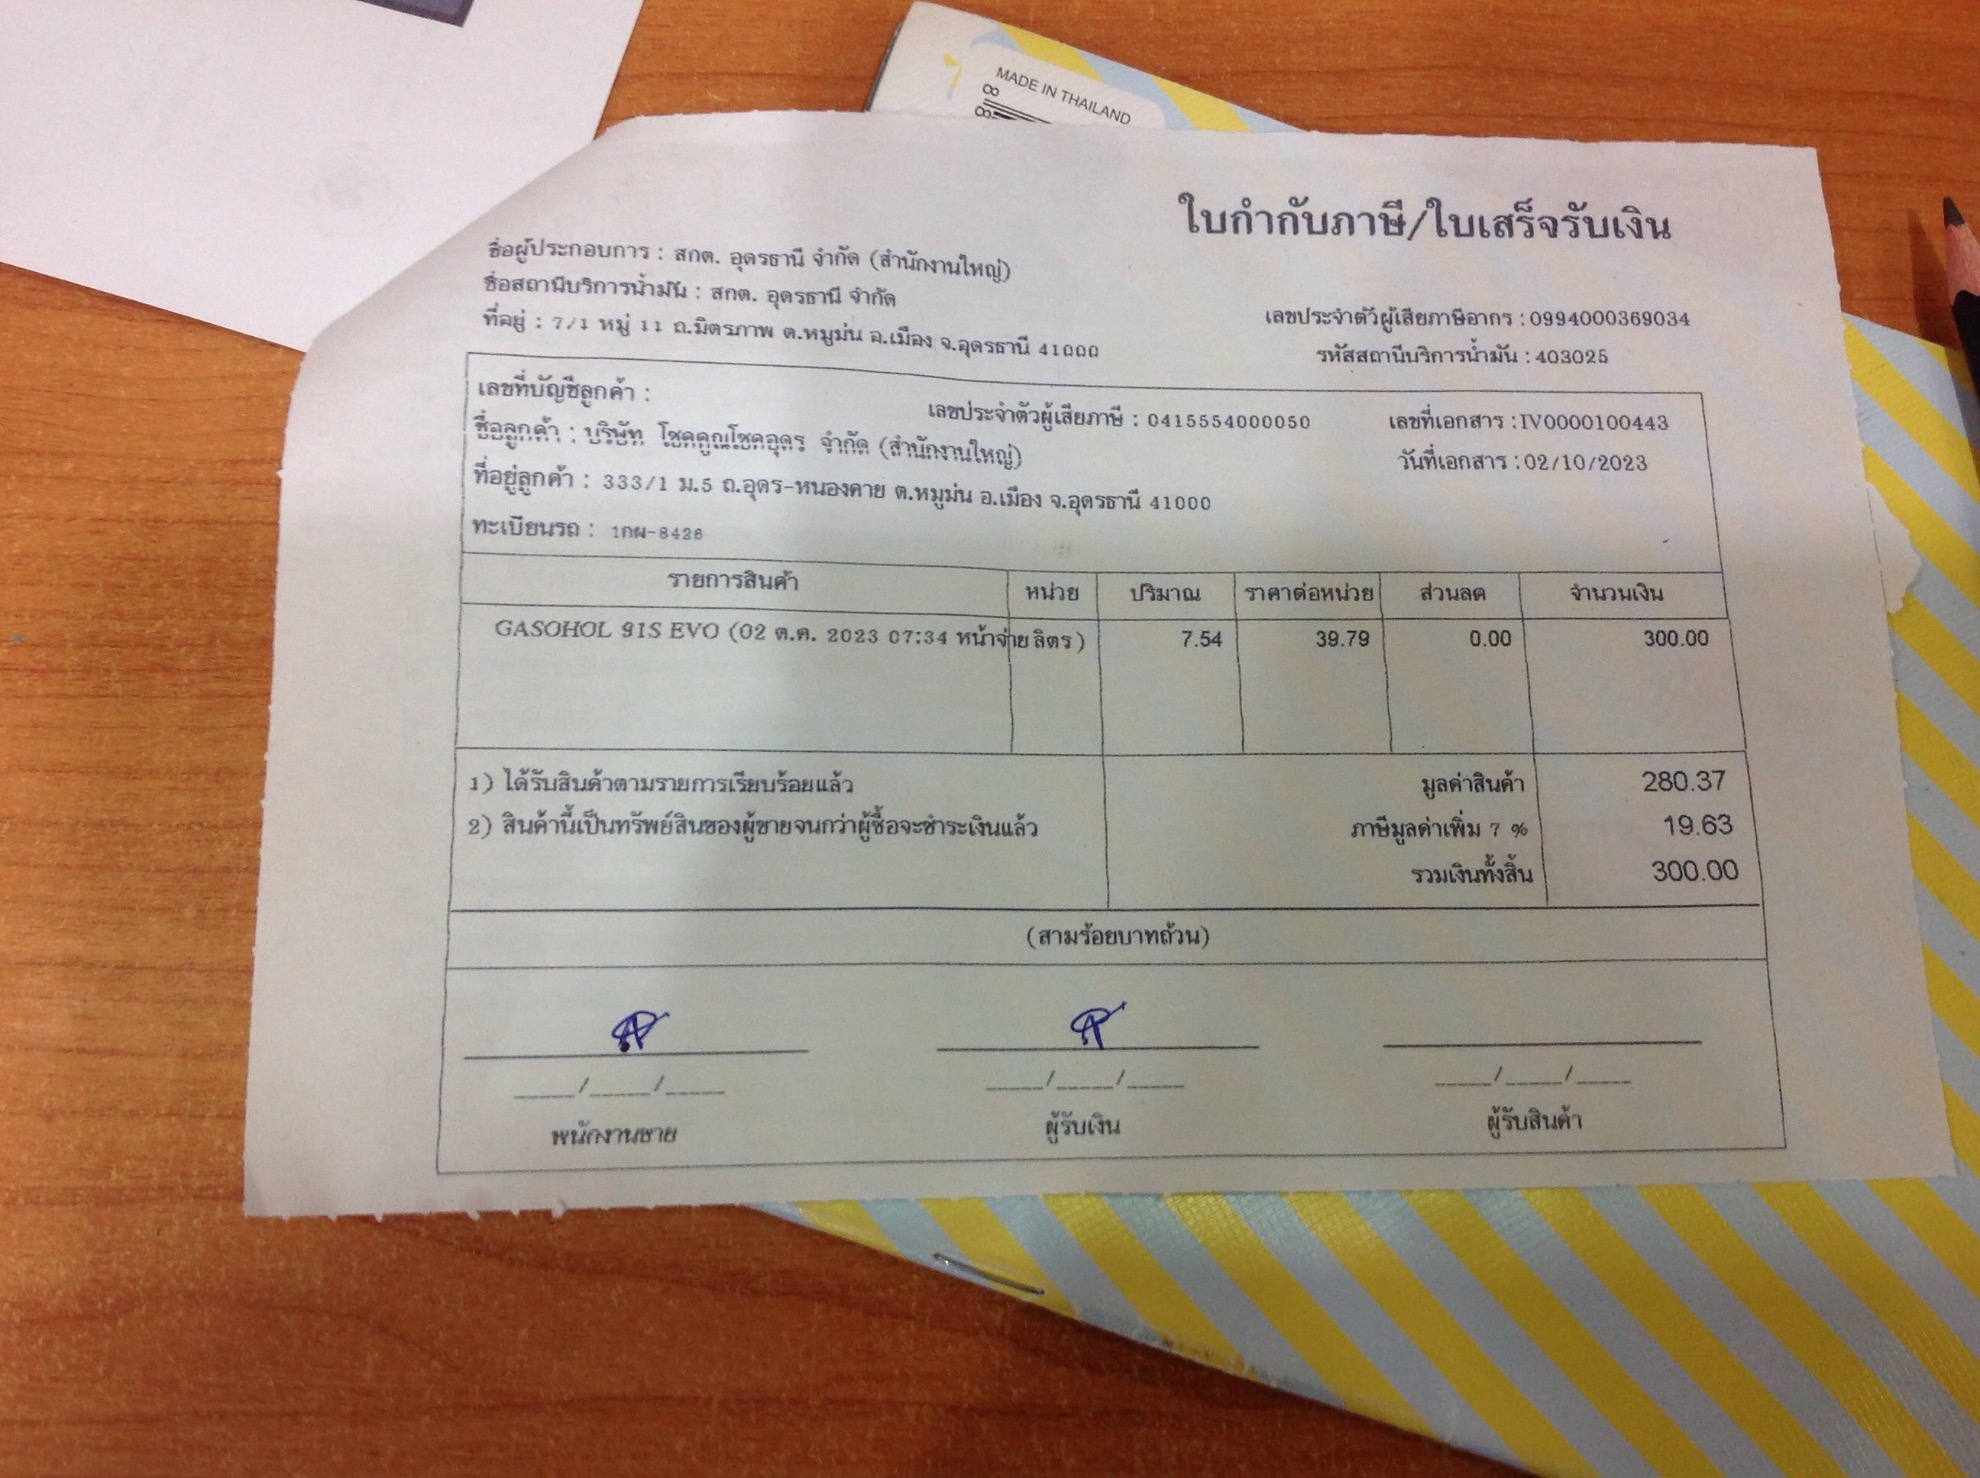 MADE IN THAILAND
8
8
ใบกำกับภาษี/ใบเสร็จรับเงิน
ชื่อผู้ประกอบการ : สกต. อุดรธานี จำกัด (สำนักงานใหญ่)
ชื่อสถานีบริการน้ำมัน : สกต. อุดรธานี จำกัด
เลขประจำตัวผู้เสียภาษีอากร : 0994000369034
ที่อยู่ : 7/1 หมู่ 11 ถ.มิตรภาพ ต.หมูม่น อ.เมือง จ.อุดรธานี 41000
รหัสสถานีบริการน้ำมัน : 403025
เลขที่บัญชีลูกค้า :
เลขประจำตัวผู้เสียภาษี : 0415554000050
เลขที่เอกสาร : IV0000100443
ชื่อลูกค้า : บริษัท โชคคูณโชคอุดร จำกัด (สำนักงานใหญ่)
วันที่เอกสาร : 02/10/2023
ที่อยู่ลูกค้า : 333/1 ม.5 ถ.อุดร-หนองคาย ต.หมูม่น อ.เมือง จ.อุดรธานี 41000
ทะเบียนรถ : 1กผ-8426
รายการสินค้า หน่วย ปริมาณ ราคาต่อหน่วย ส่วนลด จำนวนเงิน
GASOHOL 91S EVO (02 ต.ค. 2023 07:34 หน้าจ่าย ลิตร) 7.54 39.79 0.00 300.00
1) ได้รับสินค้าตามรายการเรียบร้อยแล้ว
มูลค่าสินค้า 280.37
2) สินค้านี้เป็นทรัพย์สินของผู้ขายจนกว่าผู้ซื้อจะชำระเงินแล้ว
ภาษีมูลค่าเพิ่ม 7 % 19.63
รวมเงินทั้งสิ้น 300.00
(สามร้อยบาทถ้วน)
____/____/____ ____/____/____ ____/____/____
พนักงานขาย ผู้รับเงิน ผู้รับสินค้า